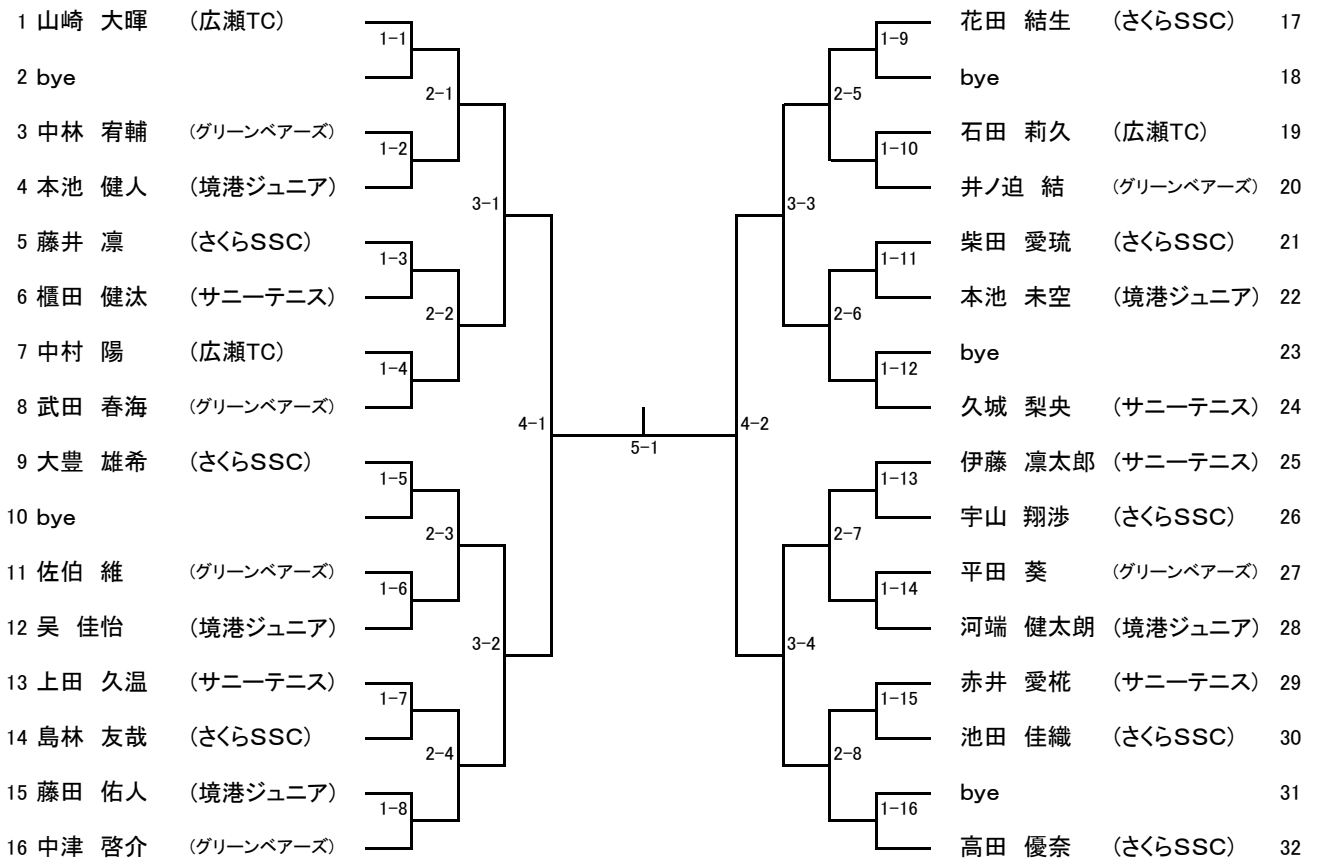 1 山崎 大暉 (広瀬TC)
2 bye
3 中林 宥輔 (グリーンベアーズ)
4 本池 健人 (境港ジュニア)
5 藤井 凛 (さくらSSC)
6 櫃田 健汰 (サニーテニス)
7 中村 陽 (広瀬TC)
8 武田 春海 (グリーンベアーズ)
9 大豊 雄希 (さくらSSC)
10 bye
11 佐伯 維 (グリーンベアーズ)
12 吴 佳怡 (境港ジュニア)
13 上田 久温 (サニーテニス)
14 島林 友哉 (さくらSSC)
15 藤田 佑人 (境港ジュニア)
16 中津 啓介 (グリーンベアーズ)
1-1
1-2
1-3
1-4
1-5
1-6
1-7
1-8
2-1
2-2
2-3
2-4
3-1
3-2
4-1
5-1
4-2
3-3
3-4
2-5
2-6
2-7
2-8
1-9
1-10
1-11
1-12
1-13
1-14
1-15
1-16
花田 結生 (さくらSSC) 17
bye 18
石田 莉久 (広瀬TC) 19
井ノ迫 結 (グリーンベアーズ) 20
柴田 愛琉 (さくらSSC) 21
本池 未空 (境港ジュニア) 22
bye 23
久城 梨央 (サニーテニス) 24
伊藤 凛太郎 (サニーテニス) 25
宇山 翔渉 (さくらSSC) 26
平田 葵 (グリーンベアーズ) 27
河端 健太朗 (境港ジュニア) 28
赤井 愛椛 (サニーテニス) 29
池田 佳織 (さくらSSC) 30
bye 31
高田 優奈 (さくらSSC) 32